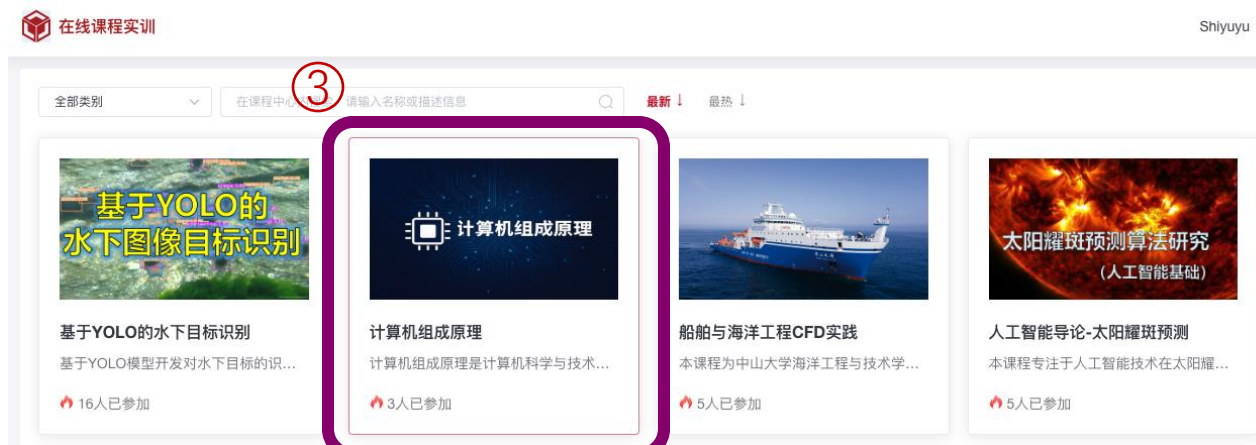 在线课程实训
Shiyuyu
③
全部类别
在课程中心
请输入名称或描述信息
最新↓
最热↓
基于YOLO的
水下图像目标识别
计算机组成原理
太阳耀斑预测算法研究
(人工智能基础)
基于YOLO的水下目标识别
基于YOLO模型开发对水下目标的识...
16人已参加
计算机组成原理
计算机组成原理是计算机科学与技术...
3人已参加
船舶与海洋工程CFD实践
本课程为中山大学海洋工程与技术学...
5人已参加
人工智能导论-太阳耀斑预测
本课程专注于人工智能技术在太阳耀...
5人已参加